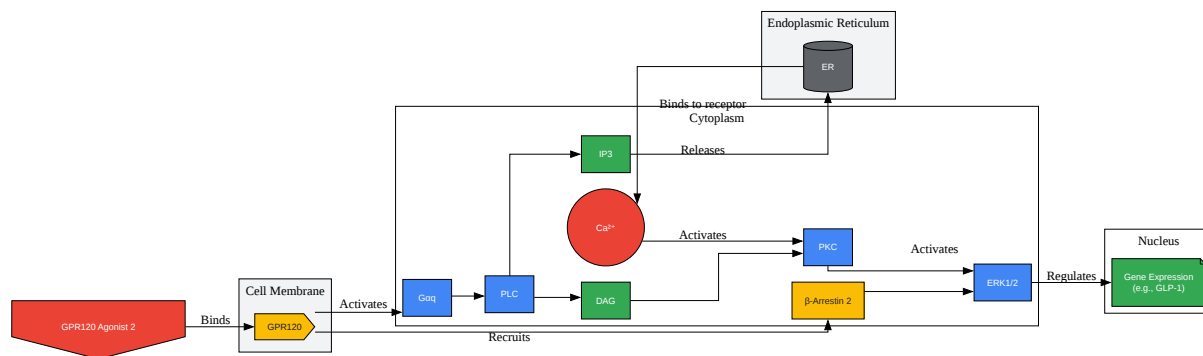 Endoplasmic Reticulum
ER
Binds to receptor
Cytoplasm
IP3
Releases
Ca²⁺
Activates
PKC
Activates
Nucleus
Gene Expression
(e.g., GLP-1)
Regulates
ERK1/2
Cell Membrane
GPR120
Activates
Gαq
PLC
DAG
β-Arrestin 2
GPR120 Agonist 2
Binds
Recruits